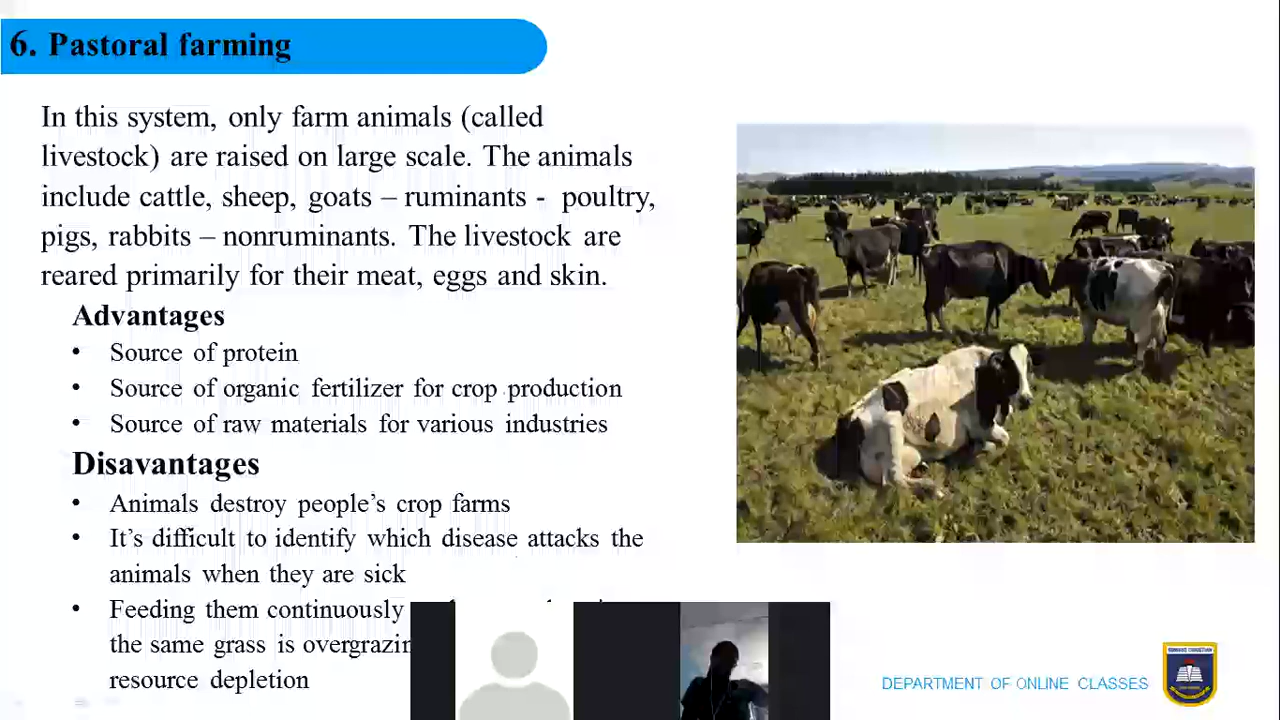 6. Pastoral farming
In this system, only farm animals (called
livestock) are raised on large scale. The animals
include cattle, sheep, goats – ruminants - poultry,
pigs, rabbits – nonruminants. The livestock are
reared primarily for their meat, eggs and skin.
Advantages
• Source of protein
• Source of organic fertilizer for crop production
• Source of raw materials for various industries
Disavantages
• Animals destroy people’s crop farms
• It’s difficult to identify which disease attacks the
animals when they are sick
• Feeding them continuously
the same grass is
resource depletion
DEPARTMENT OF ONLINE CLASSES